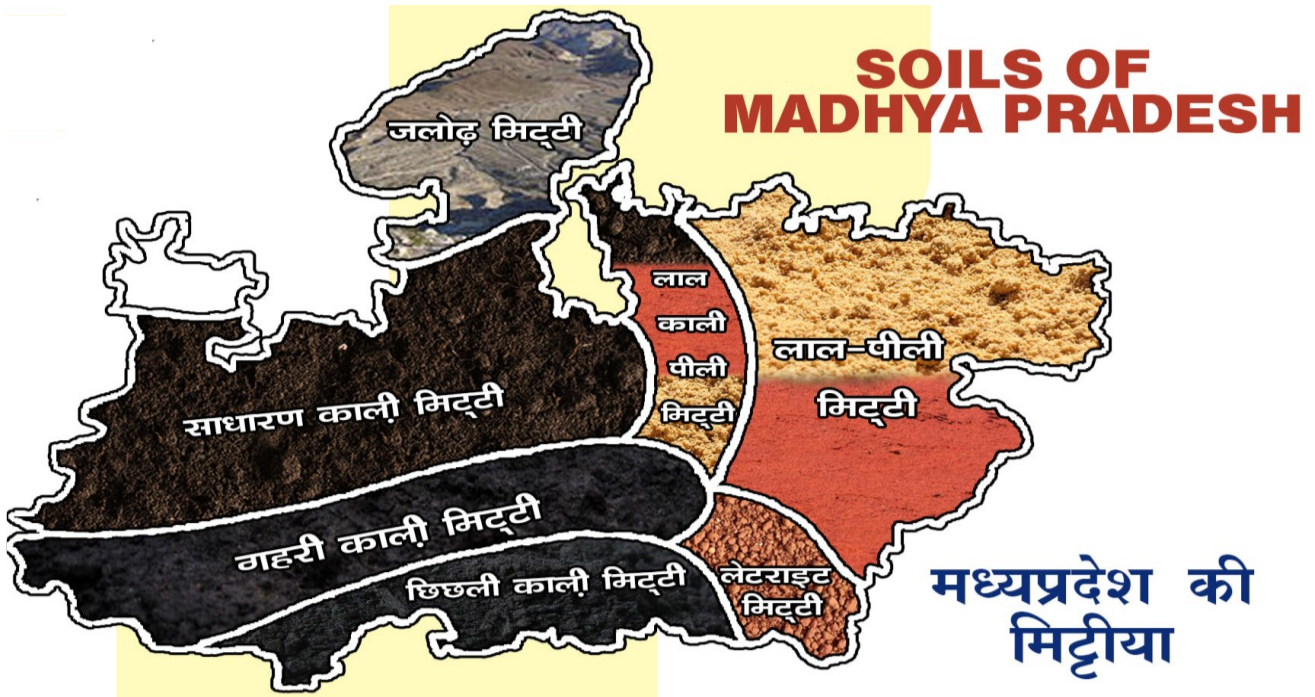 SOILS OF
MADHYA PRADESH
जलोढ़ मिट्टी
लाल
काली
पीली
मिट्टी
लाल-पीली
मिट्टी
साधारण काली़ मिट्टी
गहरी काली़ मिट्टी
छिछली काली़ मिट्टी
लेटराइट
मिट्टी
मध्यप्रदेश की
मिट्टीया